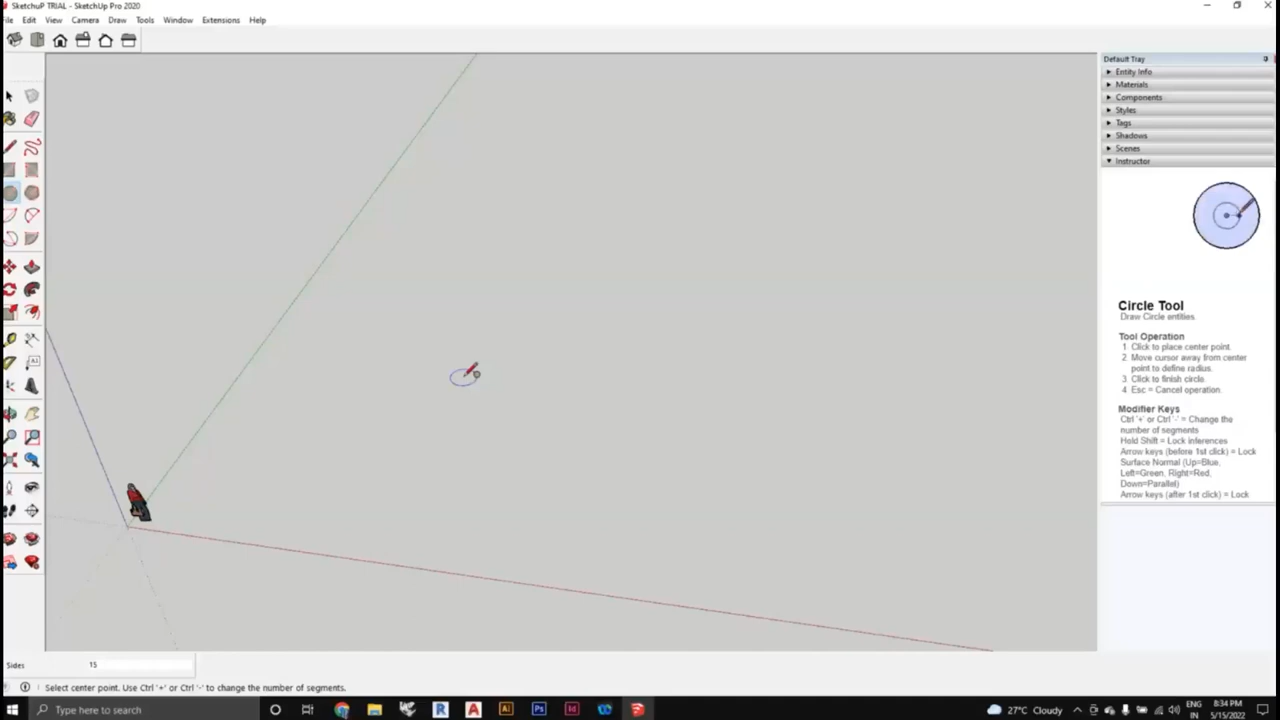 SketchuP TRIAL - SketchUp Pro 2020
File Edit View Camera Draw Tools Window Extensions Help
Default Tray
Entity Info
Materials
Components
Styles
Tags
Shadows
Scenes
Instructor
Circle Tool
Draw Circle entities.
Tool Operation
1 Click to place center point.
2 Move cursor away from center
point to define radius.
3 Click to finish circle.
4 Esc = Cancel operation.
Modifier Keys
Ctrl '+' or Ctrl '-' = Change the
number of segments
Hold Shift = Lock inferences
Arrow keys (before 1st click) = Lock
Surface Normal (Up=Blue,
Left=Green, Right=Red,
Down=Parallel)
Arrow keys (after 1st click) = Lock
Sides 15
Select center point. Use Ctrl '+' or Ctrl '-' to change the number of segments.
Type here to search
27°C Cloudy
ENG
IN
8:34 PM
5/15/2022